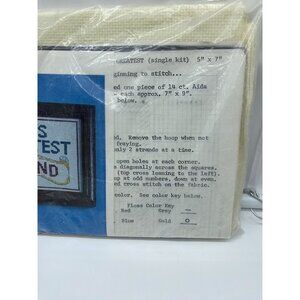 GREATEST (single kit) 5" x 7"
ginning to stitch...
ed one piece of 14 ct. Aida
each approx. 7" x 9".
below.
d. Remove the hoop when not
fraying.
nly 2 strands at a time.
open holes at each corner.
s diagonally across the squares.
(top cross leaning to the left).
up at odd numbers, down at even.
ed cross stitch on the fabric.
color. See color key below.
Floss Color Key
Red Gray
Blue Gold O
S
TEST
ND